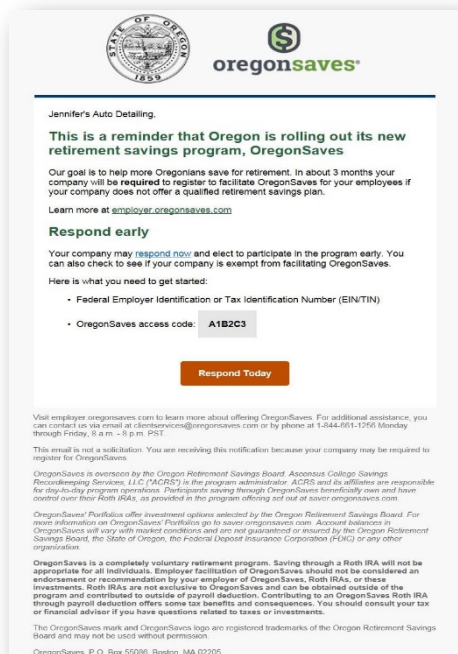 STATE OF OREGON
1859
oregonsaves
Jennifer's Auto Detailing,
This is a reminder that Oregon is rolling out its new
retirement savings program, OregonSaves
Our goal is to help more Oregonians save for retirement. In about 3 months your
company will be required to register to facilitate OregonSaves for your employees if
your company does not offer a qualified retirement savings plan.
Learn more at employer.oregonsaves.com
Respond early
Your company may respond now and elect to participate in the program early. You
can also check to see if your company is exempt from facilitating OregonSaves.
Here is what you need to get started:
• Federal Employer Identification or Tax Identification Number (EIN/TIN)
• OregonSaves access code: A1B2C3
Respond Today
Visit employer.oregonsaves.com to learn more about offering OregonSaves. For additional assistance, you
can contact us via email at clientservices@oregonsaves.com or by phone at 1-844-661-1256 Monday
through Friday, 8 a.m. - 8 p.m. PST.
This email is not a solicitation. You are receiving this notification because your company may be required to
register for OregonSaves.
OregonSaves is overseen by the Oregon Retirement Savings Board. Ascensus College Savings
Recordkeeping Services, LLC ("ACRS") is the program administrator. ACRS and its affiliates are responsible
for day-to-day program operations. Participants saving through OregonSaves beneficially own and have
control over their Roth IRAs, as provided in the program offering set out at saver.oregonsaves.com.
OregonSaves' Portfolios offer investment options selected by the Oregon Retirement Savings Board. For
more information on OregonSaves' Portfolios go to saver.oregonsaves.com. Account balances in
OregonSaves will vary with market conditions and are not guaranteed or insured by the Oregon Retirement
Savings Board, the State of Oregon, the Federal Deposit Insurance Corporation (FDIC) or any other
organization.
OregonSaves is a completely voluntary retirement program. Saving through a Roth IRA will not be
appropriate for all individuals. Employer facilitation of OregonSaves should not be considered an
endorsement or recommendation by your employer of OregonSaves, Roth IRAs, or these
investments. Roth IRAs are not exclusive to OregonSaves and can be obtained outside of the
program and contributed to outside of payroll deduction. Contributing to an OregonSaves Roth IRA
through payroll deduction offers some tax benefits and consequences. You should consult your tax
or financial advisor if you have questions related to taxes or investments.
The OregonSaves mark and OregonSaves logo are registered trademarks of the Oregon Retirement Savings
Board and may not be used without permission.
OregonSaves, P.O. Box 55086, Boston, MA 02205